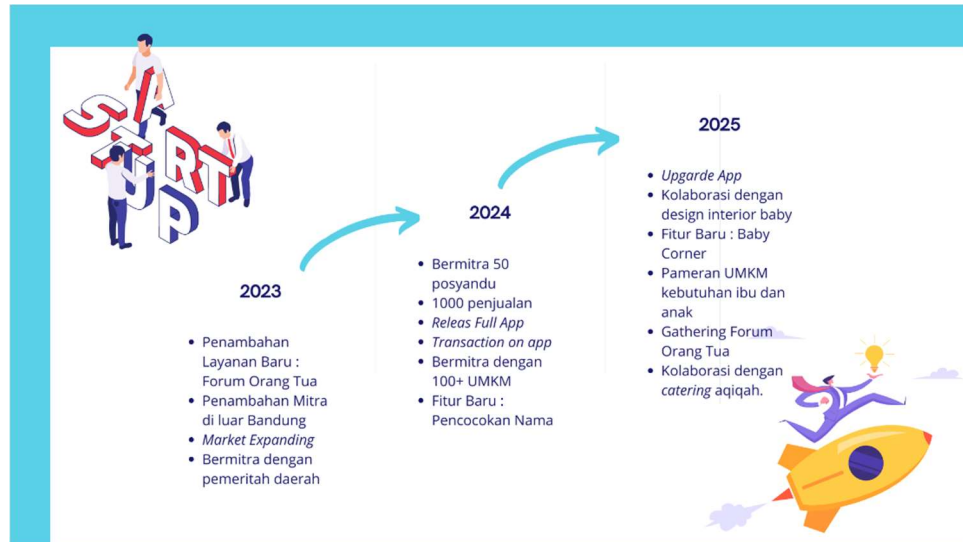 START
UP
2023
• Penambahan
Layanan Baru :
Forum Orang Tua
• Penambahan Mitra
di luar Bandung
• Market Expanding
• Bermitra dengan
pemeritah daerah
2024
• Bermitra 50
posyandu
• 1000 penjualan
• Releas Full App
• Transaction on app
• Bermitra dengan
100+ UMKM
• Fitur Baru :
Pencocokan Nama
2025
• Upgarde App
• Kolaborasi dengan
design interior baby
• Fitur Baru : Baby
Corner
• Pameran UMKM
kebutuhan ibu dan
anak
• Gathering Forum
Orang Tua
• Kolaborasi dengan
catering aqiqah.